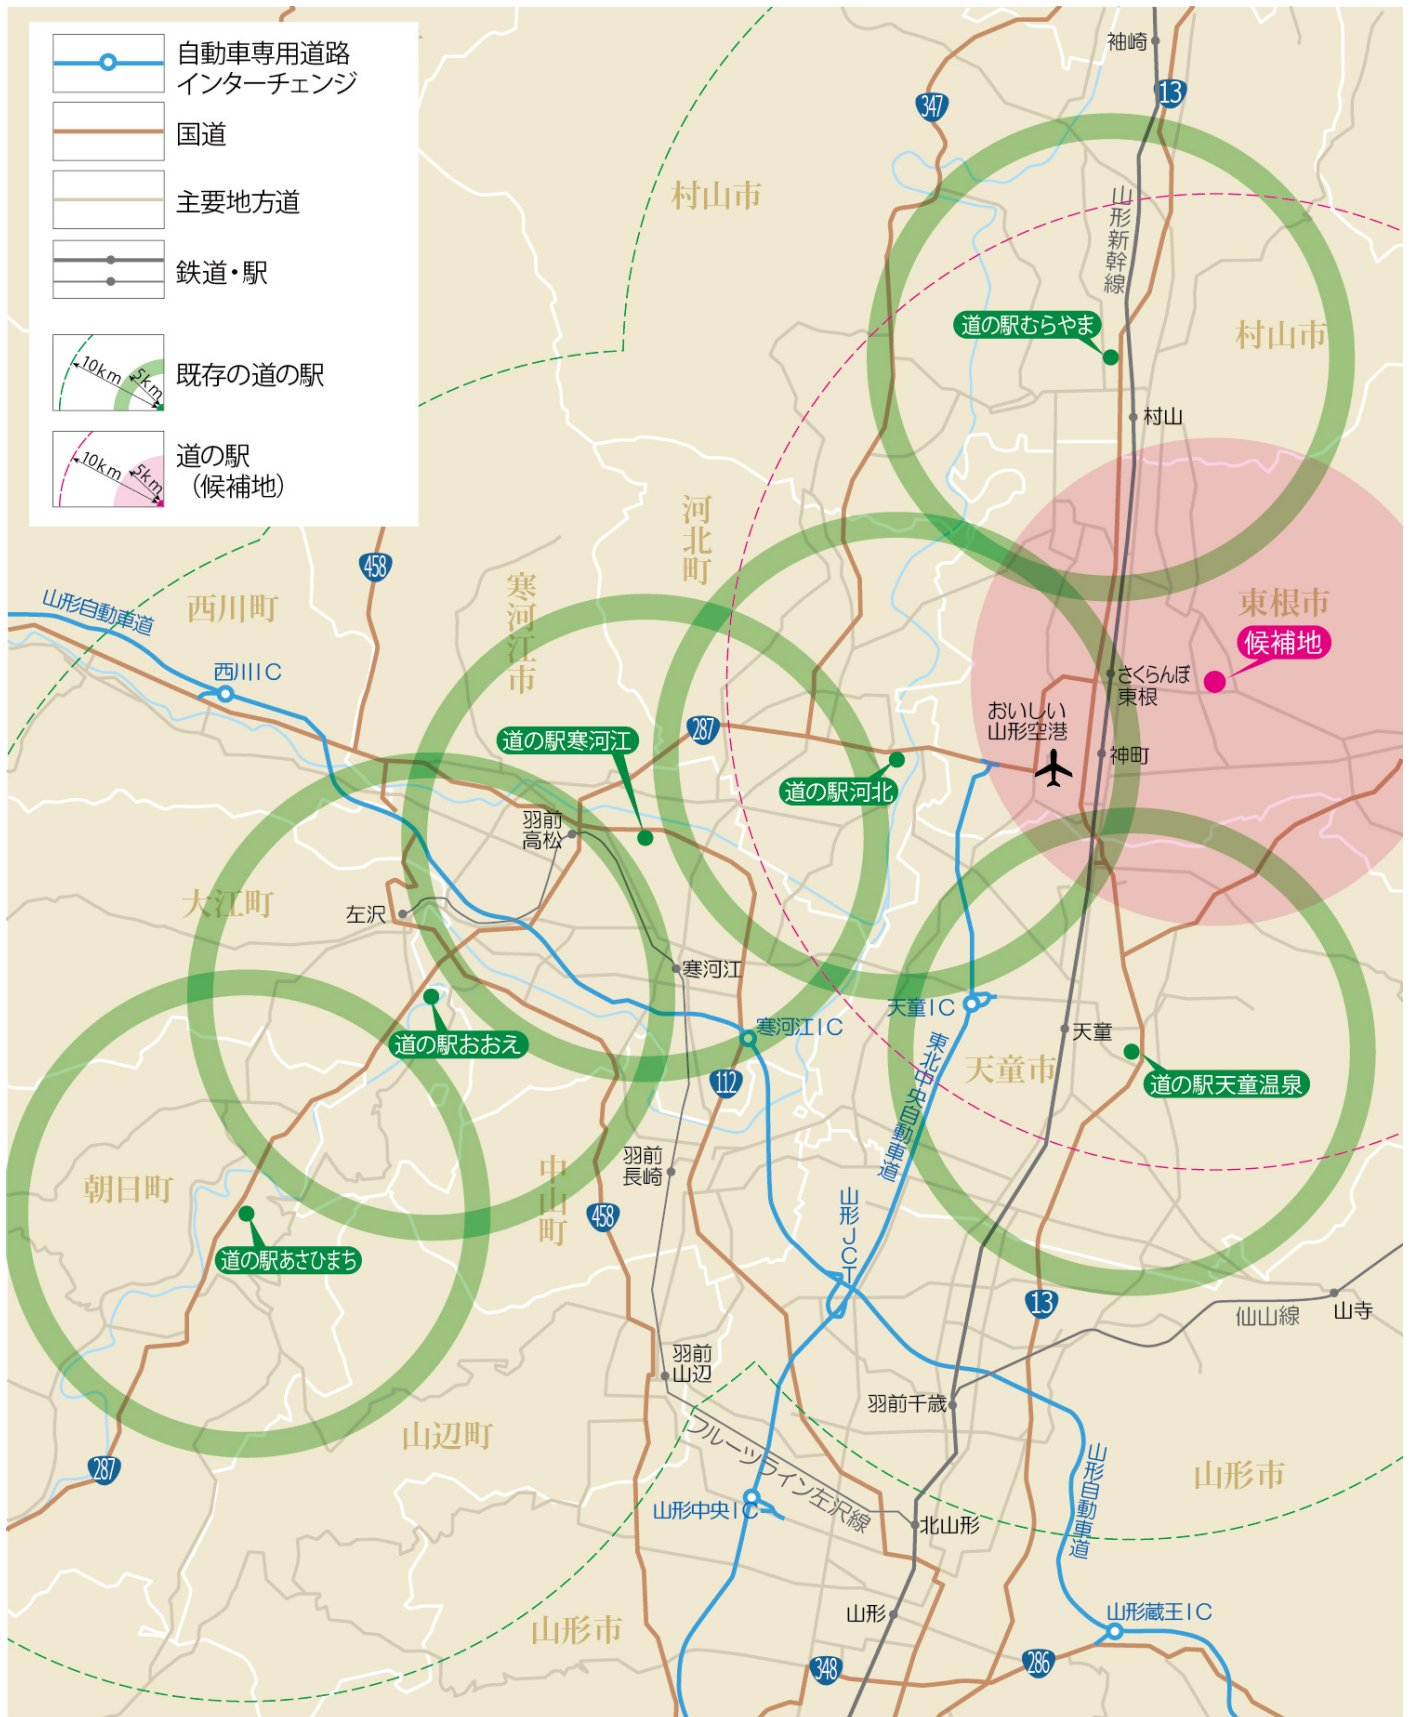 自動車専用道路
インターチェンジ
国道
主要地方道
鉄道・駅
10km
5km
既存の道の駅
10km
5km
道の駅
（候補地）
袖崎
13
347
村山市
山形新幹線
道の駅むらやま
村山市
村山
河北町
458
寒河江市
西川町
山形自動車道
東根市
候補地
西川IC
さくらんぼ
東根
おいしい
山形空港
287
道の駅寒河江
神町
道の駅河北
羽前
高松
大江町
左沢
寒河江
天童IC
寒河江IC
道の駅おおえ
天童
東北中央自動車道
天童市
112
道の駅天童温泉
羽前
長崎
中山町
朝日町
山形JCT
458
道の駅あさひまち
13
仙山線
山寺
羽前
山辺
羽前千歳
山辺町
フルーツライン左沢線
287
山形市
山形自動車道
山形中央IC
北山形
山形市
山形
山形蔵王IC
348
286